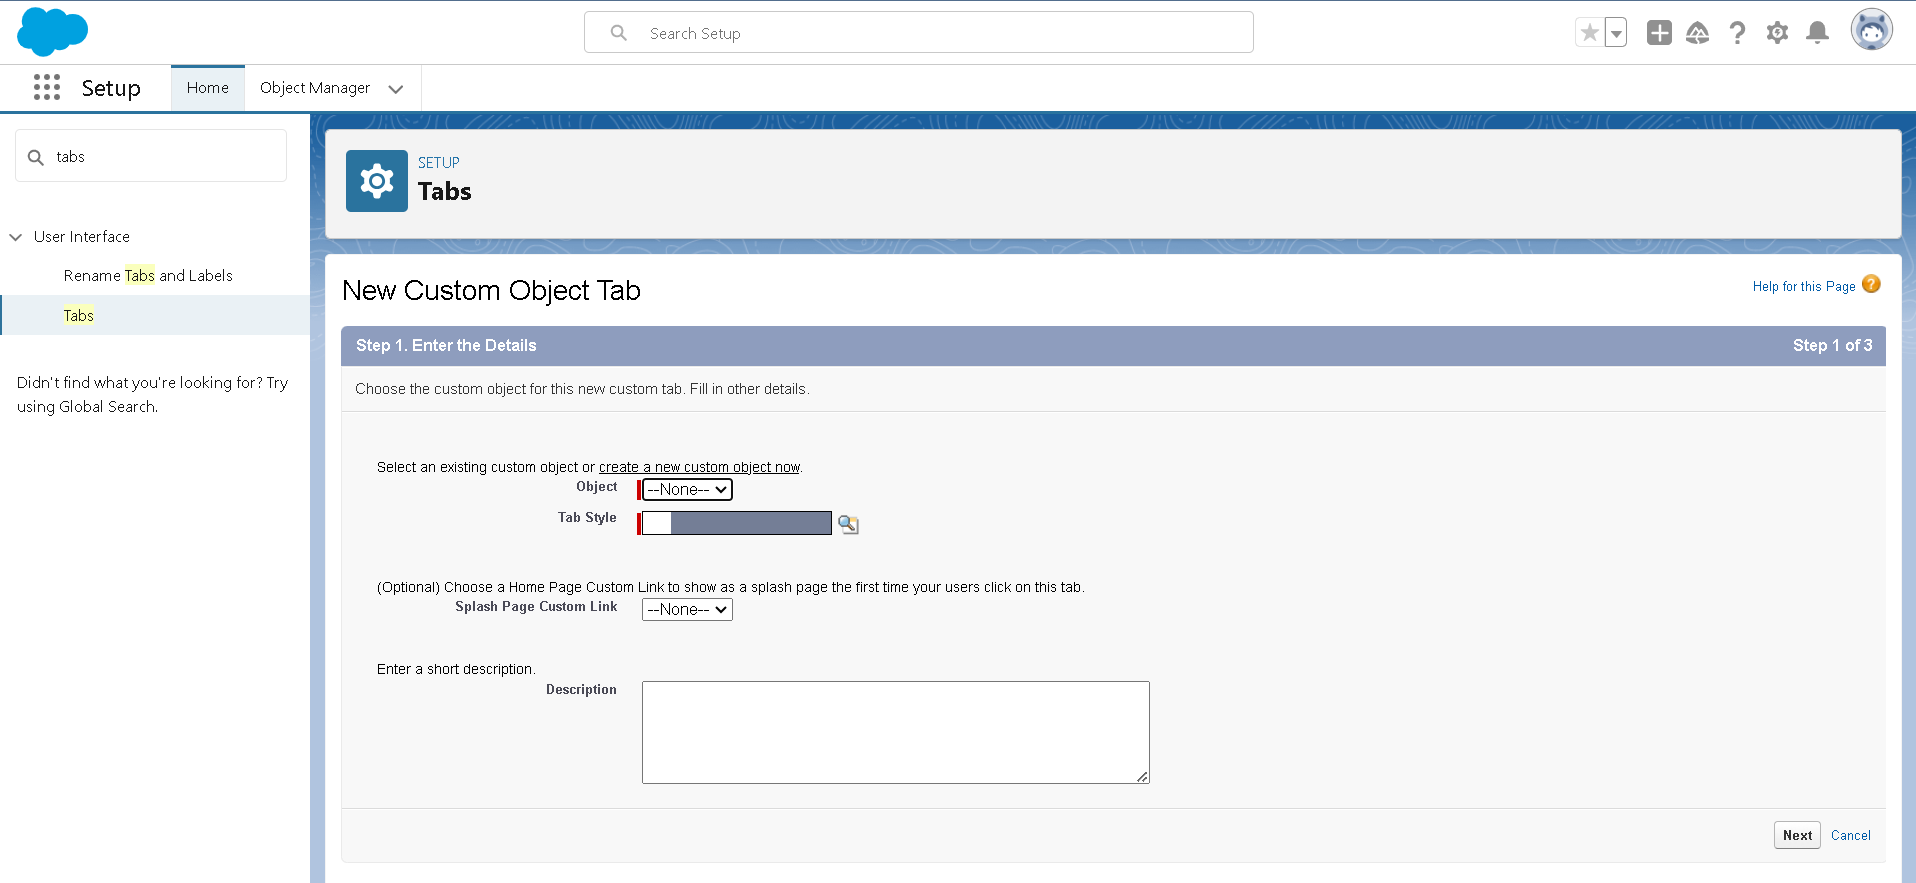 Search Setup
Setup
Home
Object Manager
tabs
User Interface
Rename Tabs and Labels
Tabs
Didn't find what you're looking for? Try
using Global Search.
SETUP
Tabs
New Custom Object Tab
Help for this Page
Step 1. Enter the Details
Step 1 of 3
Choose the custom object for this new custom tab. Fill in other details.
Select an existing custom object or create a new custom object now.
Object
--None--
Tab Style
(Optional) Choose a Home Page Custom Link to show as a splash page the first time your users click on this tab.
Splash Page Custom Link
--None--
Enter a short description.
Description
Next
Cancel